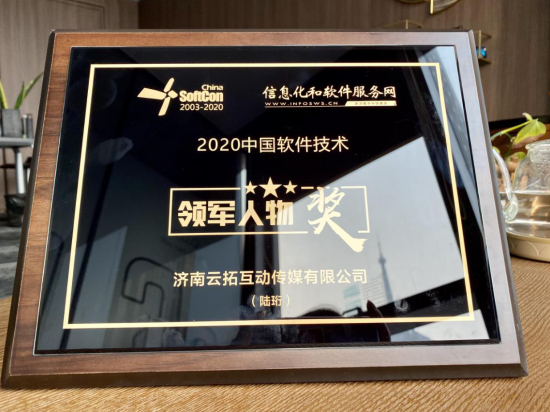 China
SoftCon
2003-2020
信息化和软件服务网
WWW.INFOSWS.CN
2020中国软件技术
领军人物奖
济南云拓互动传媒有限公司
（陆珩）